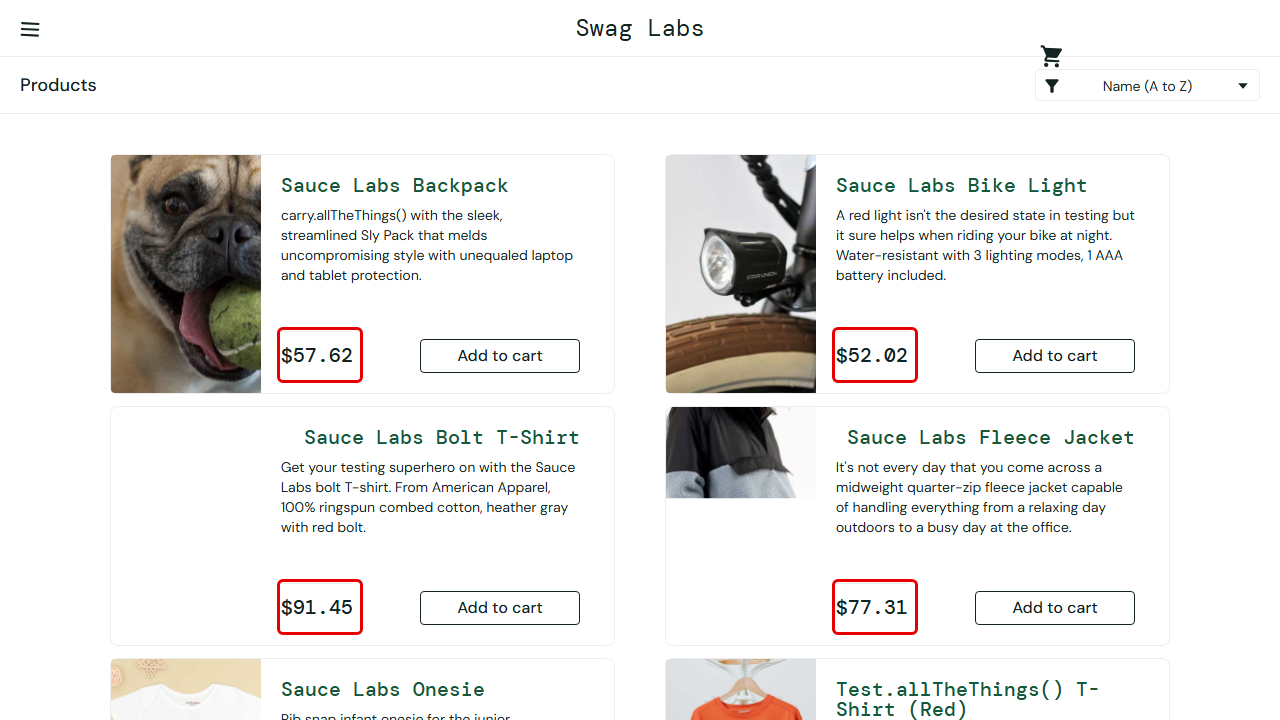 Swag Labs
Products
Name (A to Z)
Sauce Labs Backpack
carry.allTheThings() with the sleek,
streamlined Sly Pack that melds
uncompromising style with unequaled laptop
and tablet protection.
$57.62
Add to cart
Sauce Labs Bike Light
A red light isn't the desired state in testing but
it sure helps when riding your bike at night.
Water-resistant with 3 lighting modes, 1 AAA
battery included.
$52.02
Add to cart
Sauce Labs Bolt T-Shirt
Get your testing superhero on with the Sauce
Labs bolt T-shirt. From American Apparel,
100% ringspun combed cotton, heather gray
with red bolt.
$91.45
Add to cart
Sauce Labs Fleece Jacket
It's not every day that you come across a
midweight quarter-zip fleece jacket capable
of handling everything from a relaxing day
outdoors to a busy day at the office.
$77.31
Add to cart
Sauce Labs Onesie
Rib snap infant onesie for the junior
Test.allTheThings() T-
Shirt (Red)